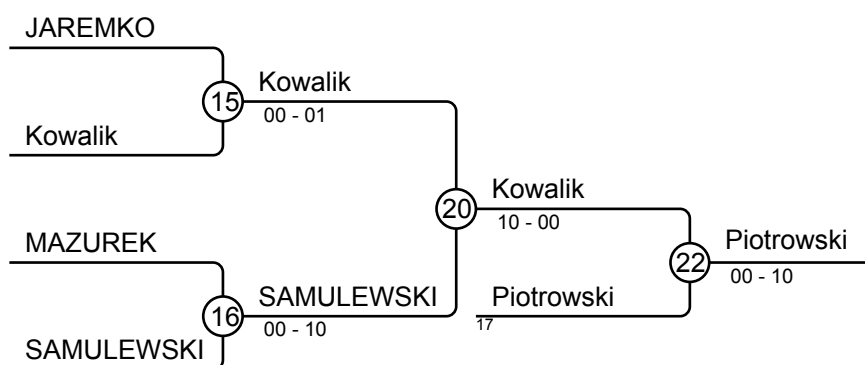 JAREMKO
15
Kowalik
00 - 01
Kowalik
20
Kowalik
10 - 00
MAZUREK
16
SAMULEWSKI
00 - 10
SAMULEWSKI
Piotrowski
17
22
Piotrowski
00 - 10